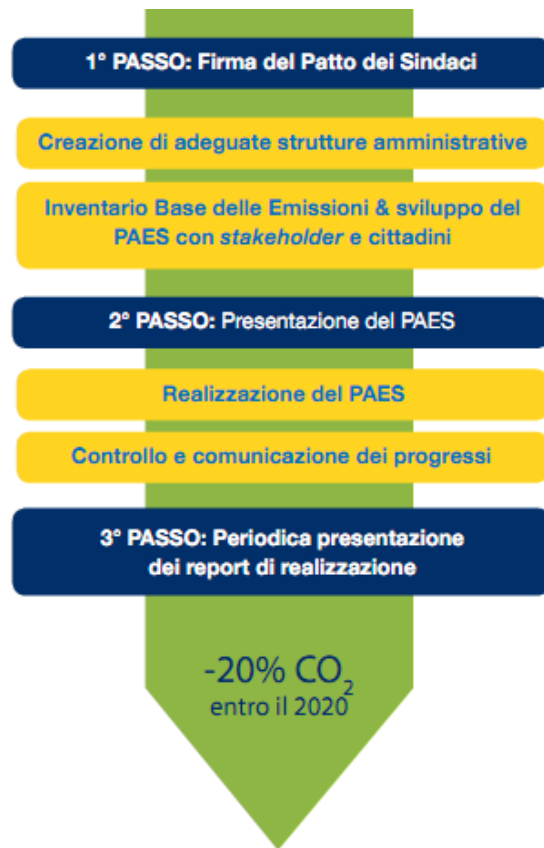 1° PASSO: Firma del Patto dei Sindaci
Creazione di adeguate strutture amministrative
Inventario Base delle Emissioni & sviluppo del
PAES con stakeholder e cittadini
2° PASSO: Presentazione del PAES
Realizzazione del PAES
Controllo e comunicazione dei progressi
3° PASSO: Periodica presentazione
dei report di realizzazione
-20% CO2
entro il 2020